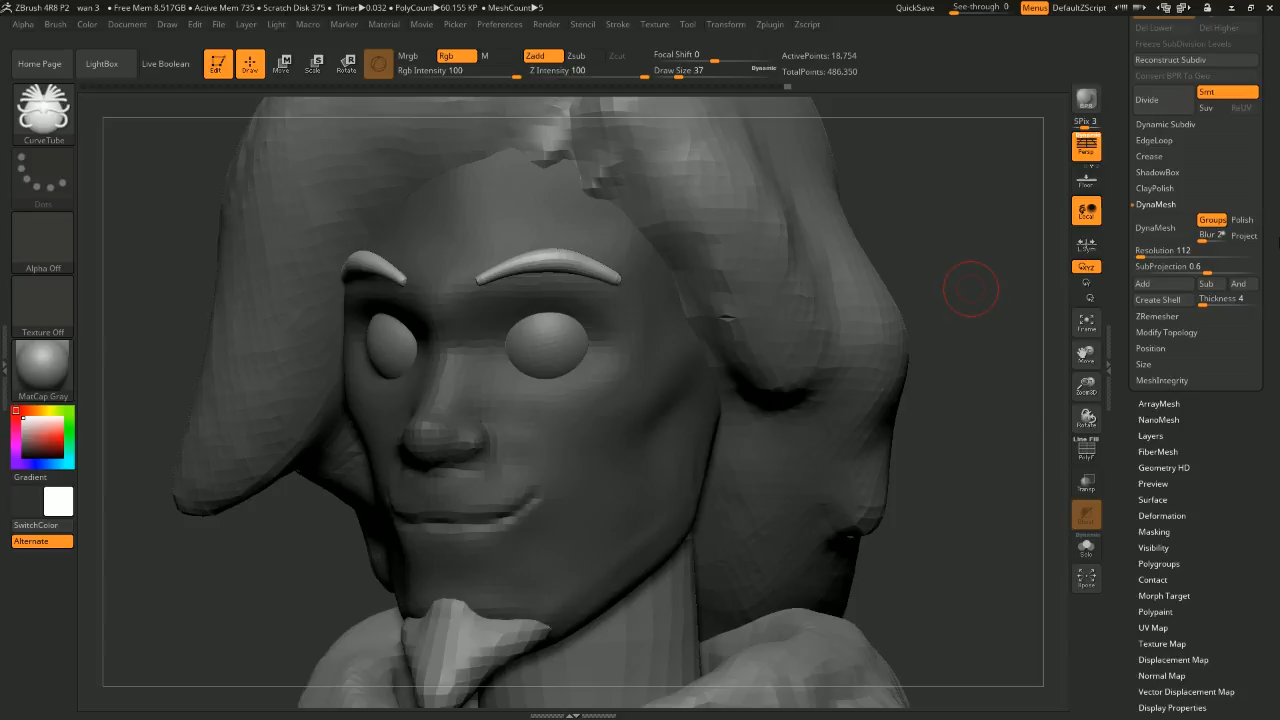 ZBrush 4R8 P2 wan 3 ● Free Mem 8.517GB ● Active Mem 735 ● Scratch Disk 375 ● Timer▶0.032 ● PolyCount▶60.155 KP ● MeshCount▶5
QuickSave See-through 0 Menus DefaultZScript
Alpha Brush Color Document Draw Edit File Layer Light Macro Marker Material Movie Picker Preferences Render Stencil Stroke Texture Tool Transform Zplugin Zscript
Home Page LightBox Live Boolean
Edit Draw Move Scale Rotate
Mrgb Rgb M
Rgb Intensity 100
Zadd Zsub Zcut
Z Intensity 100
Focal Shift 0
Draw Size 37 Dynamic
ActivePoints: 18,754
TotalPoints: 486,350
CurveTube
Dots
Alpha Off
Texture Off
MatCap Gray
Gradient
SwitchColor
Alternate
BPR
SPix 3
Dynamic
Persp
Floor
Local
L.Sym
XYZ
Frame
Move
Zoom3D
Rotate
Line Fill
PolyF
Transp
Ghost
Dynamic
Solo
Xpose
Del Lower Del Higher
Freeze SubDivision Levels
Reconstruct Subdiv
Convert BPR To Geo
Divide Smt
Suv ReUV
Dynamic Subdiv
EdgeLoop
Crease
ShadowBox
ClayPolish
DynaMesh
DynaMesh Groups Polish
Blur 2 Project
Resolution 112
SubProjection 0.6
Add Sub And
Create Shell Thickness 4
ZRemesher
Modify Topology
Position
Size
MeshIntegrity
ArrayMesh
NanoMesh
Layers
FiberMesh
Geometry HD
Preview
Surface
Deformation
Masking
Visibility
Polygroups
Contact
Morph Target
Polypaint
UV Map
Texture Map
Displacement Map
Normal Map
Vector Displacement Map
Display Properties